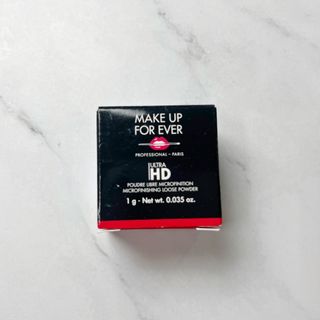 MAKE UP
FOR EVER
PROFESSIONAL - PARIS
ULTRA
HD
POUDRE LIBRE MICROFINITION
MICROFINISHING LOOSE POWDER
1 g - Net wt. 0.035 oz.